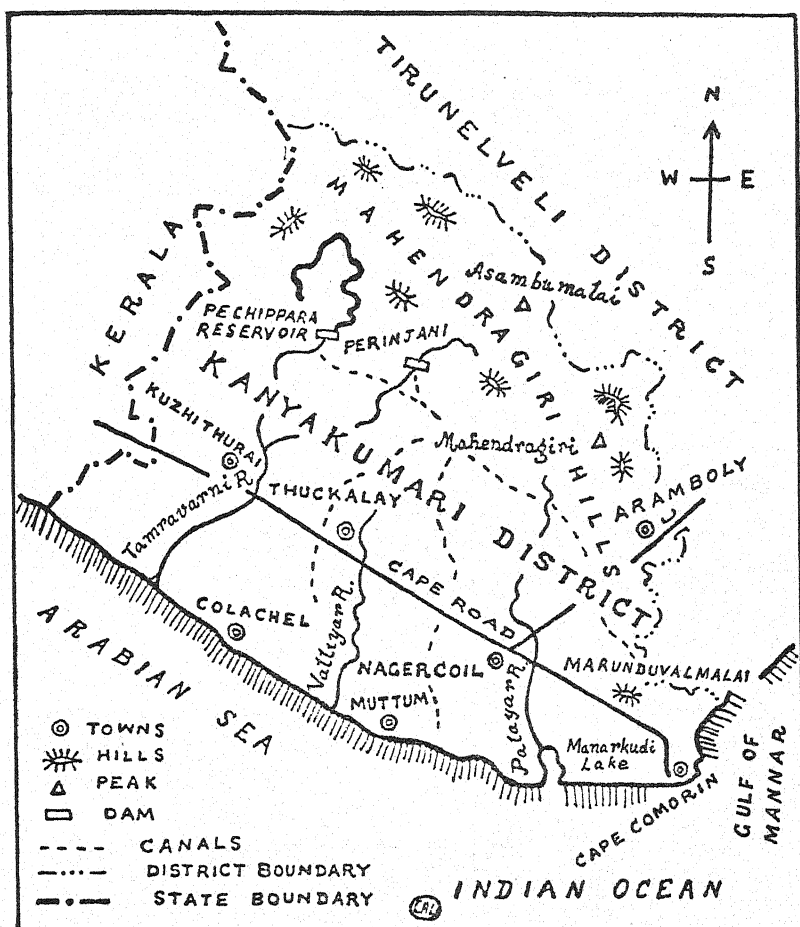 TIRUNELVELI DISTRICT
N
W E
S
MAHENDRAGIRI HILLS
KERALA
Asambumalai
PECHIPPARA
RESERVOIR
PERINJANI
KANYAKUMARI DISTRICT
KUZHITHURAI
Mahendragiri
Tamravarni R.
THUCKALAY
ARAMBOLY
CAPE ROAD
COLACHEL
Valliyar R.
NAGERCOIL
MARUNDUVALMALAI
MUTTUM
Palayar R.
Manarkudi
Lake
ARABIAN SEA
CAPE COMORIN
GULF OF
MANNAR
TOWNS
HILLS
PEAK
DAM
CANALS
DISTRICT BOUNDARY
STATE BOUNDARY
INDIAN OCEAN